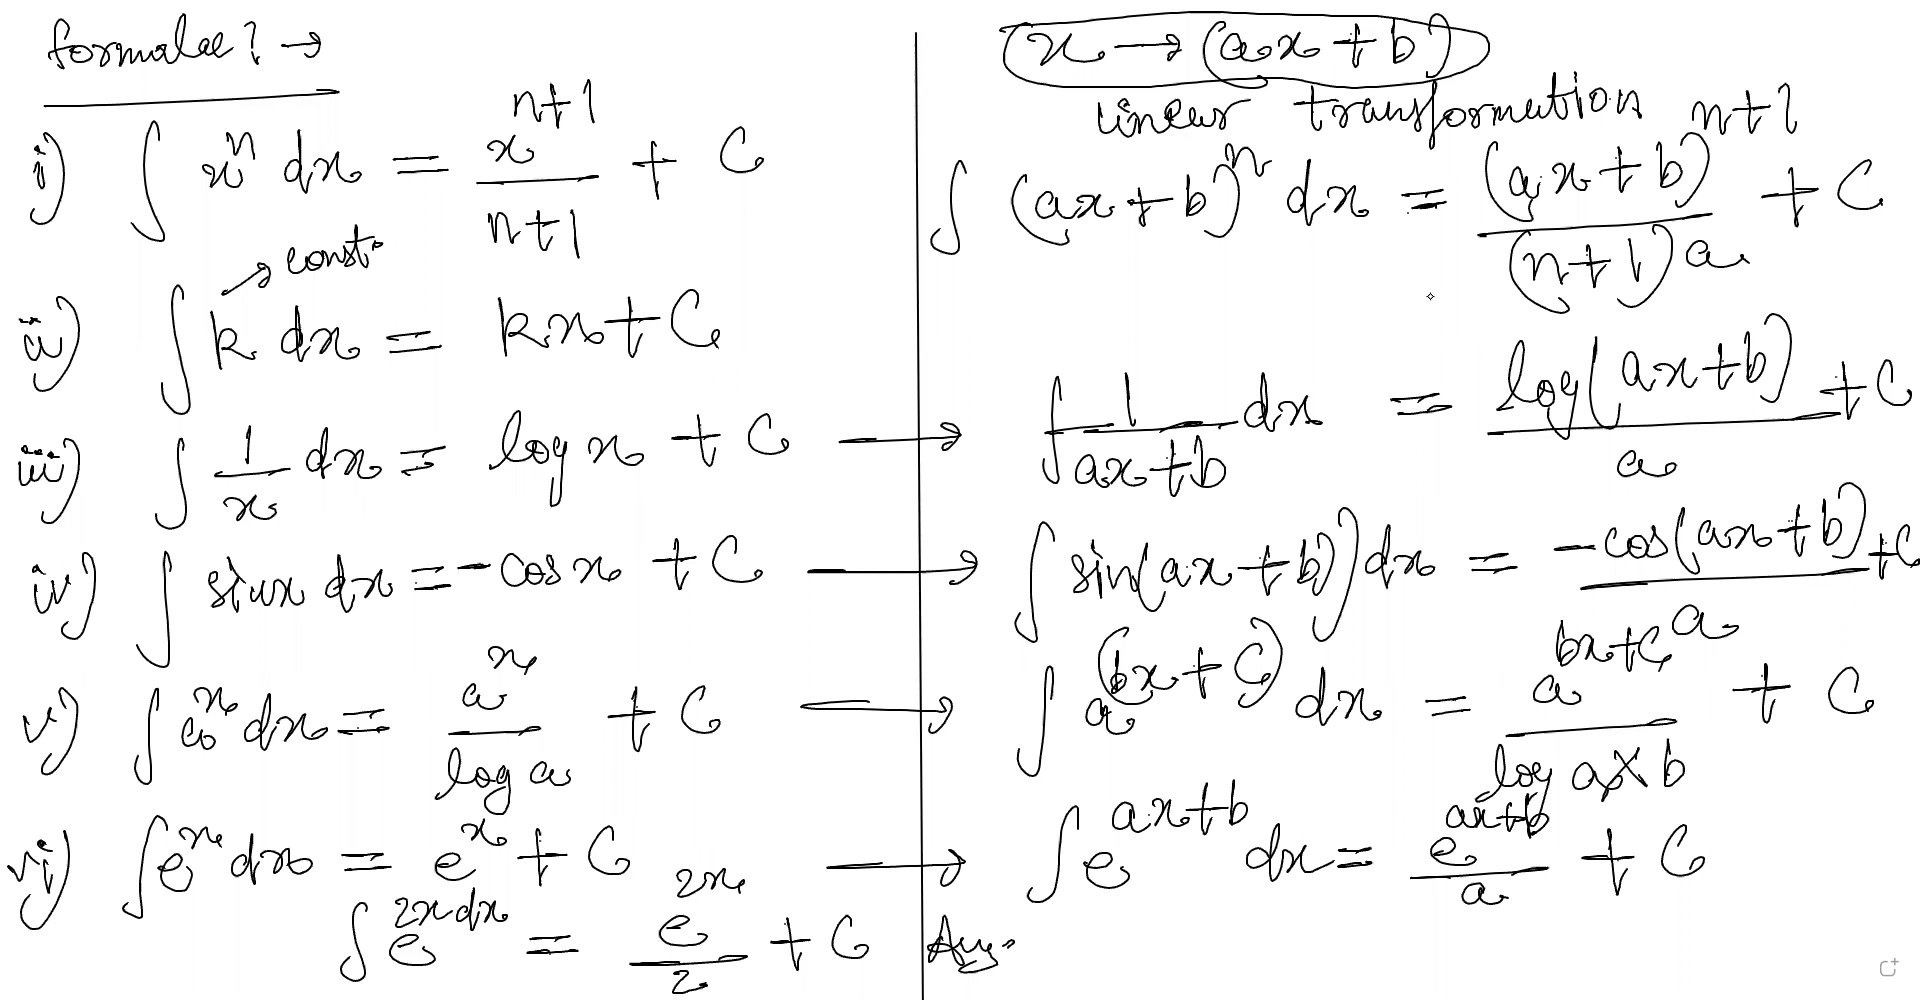 formulae? →
i) ∫ xⁿ dx = xⁿ⁺¹/(n+1) + C
ii) ∫ k dx = kx + C
→ const.
iii) ∫ 1/x dx = log x + C →
iv) ∫ sinx dx = -cos x + C →
v) ∫ aˣ dx = aˣ/log a + C →
vi) ∫ eˣ dx = eˣ + C →
∫ e²ˣ dx = e²ˣ/2 + C Ans.
(x → (ax+b))
linear transformation
∫ (ax+b)ⁿ dx = (ax+b)ⁿ⁺¹/(n+1)a + C
∫ 1/(ax+b) dx = log(ax+b)/a + C
∫ sin(ax+b) dx = -cos(ax+b)/a + C
∫ a^(bx+c) dx = a^(bx+c)/(log a × b) + C
∫ e^(ax+b) dx = e^(ax+b)/a + C